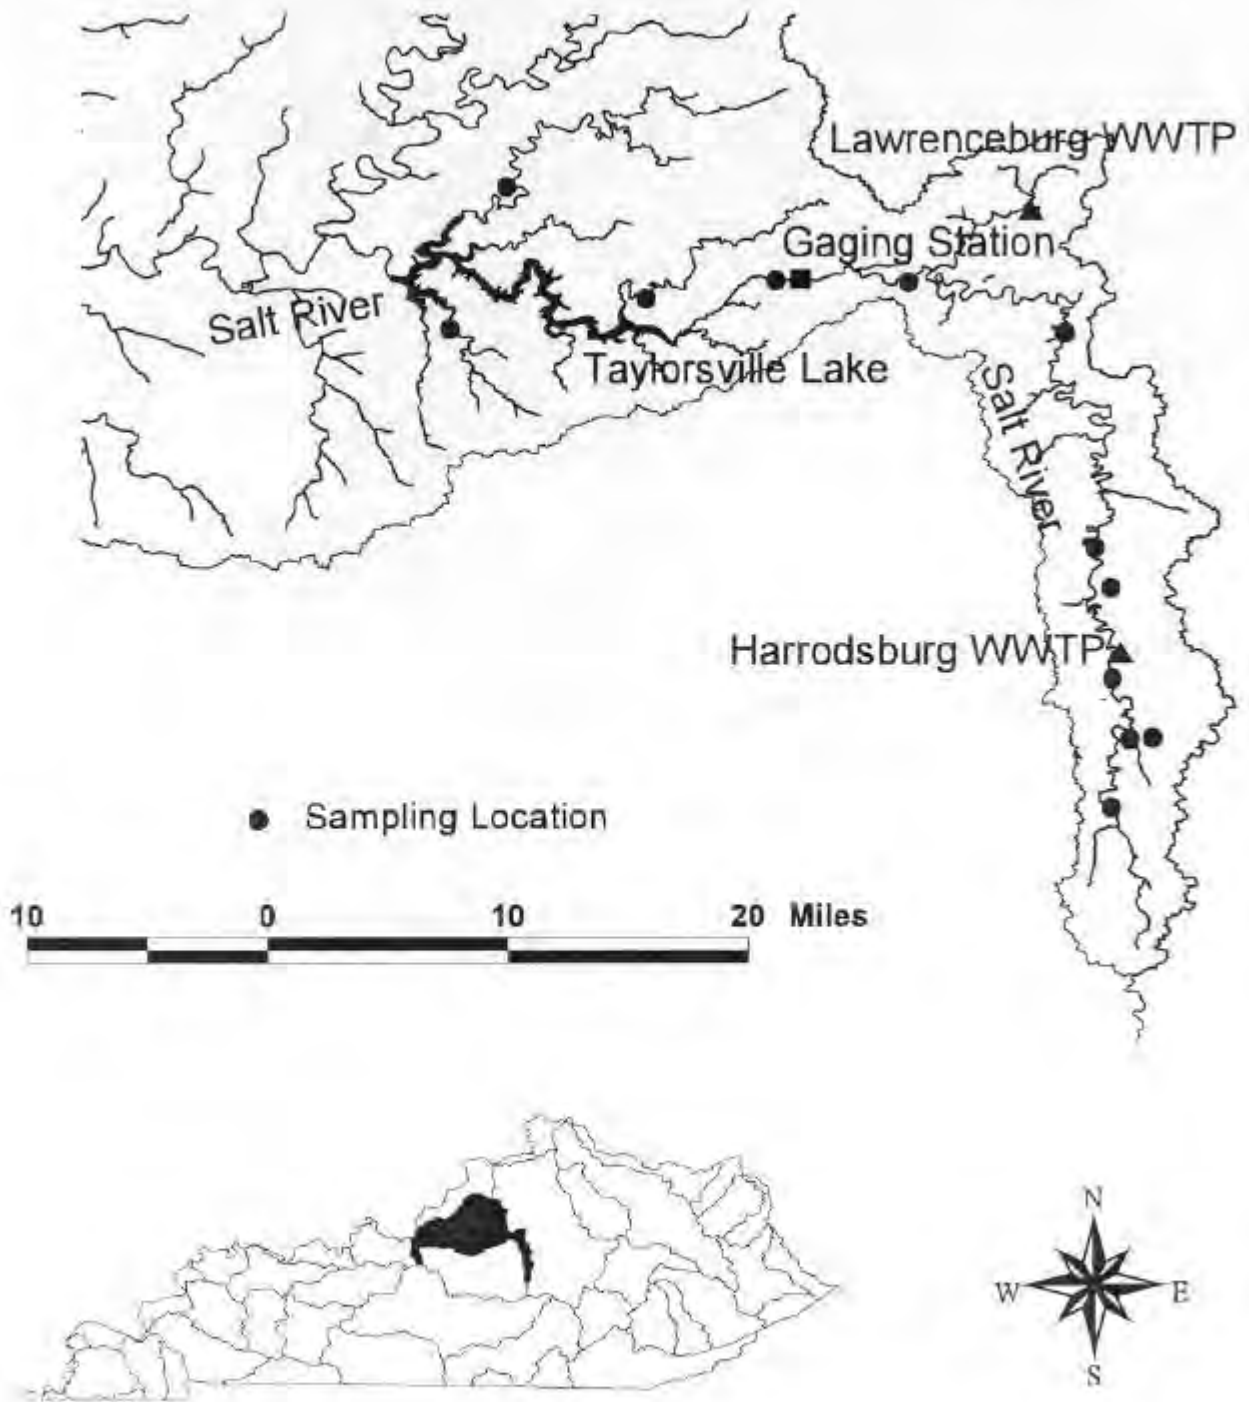 Lawrenceburg WWTP
Gaging Station
Salt River
Taylorsville Lake
Salt River
Harrodsburg WWTP
Sampling Location
10 0 10 20 Miles
N
W E
S